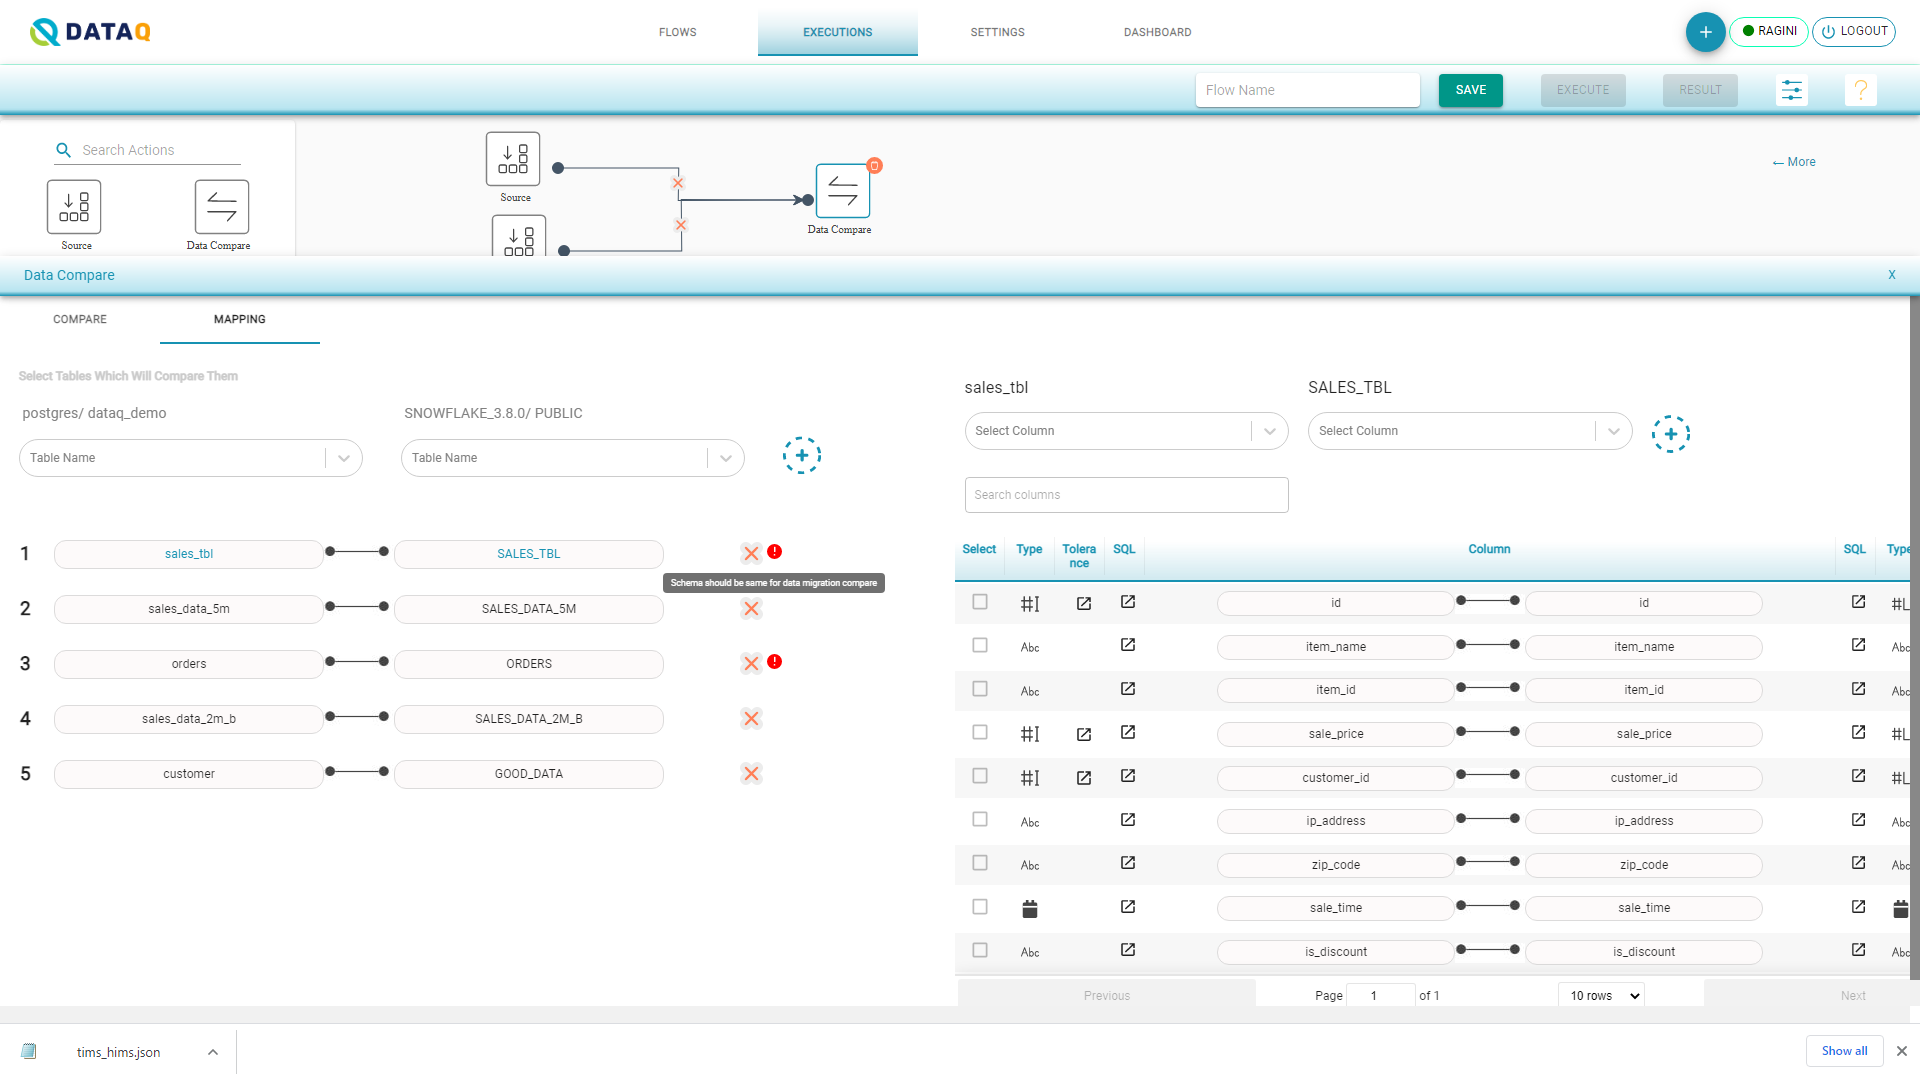 DATAQ
FLOWS
EXECUTIONS
SETTINGS
DASHBOARD
+
RAGINI
LOGOUT
Flow Name
SAVE
EXECUTE
RESULT
?
Search Actions
Source
Data Compare
Source
Data Compare
← More
Data Compare
X
COMPARE
MAPPING
Select Tables Which Will Compare Them
postgres/ dataq_demo
SNOWFLAKE_3.8.0/ PUBLIC
Table Name
Table Name
1 sales_tbl SALES_TBL
Schema should be same for data migration compare
2 sales_data_5m SALES_DATA_5M
3 orders ORDERS
4 sales_data_2m_b SALES_DATA_2M_B
5 customer GOOD_DATA
sales_tbl
SALES_TBL
Select Column
Select Column
Search columns
Select Type Tolera
nce SQL Column SQL Type
#I id id #L
Abc item_name item_name Abc
Abc item_id item_id Abc
#I sale_price sale_price #L
#I customer_id customer_id #L
Abc ip_address ip_address Abc
Abc zip_code zip_code Abc
sale_time sale_time
Abc is_discount is_discount Abc
Previous
Page 1 of 1
10 rows
Next
tims_hims.json
Show all